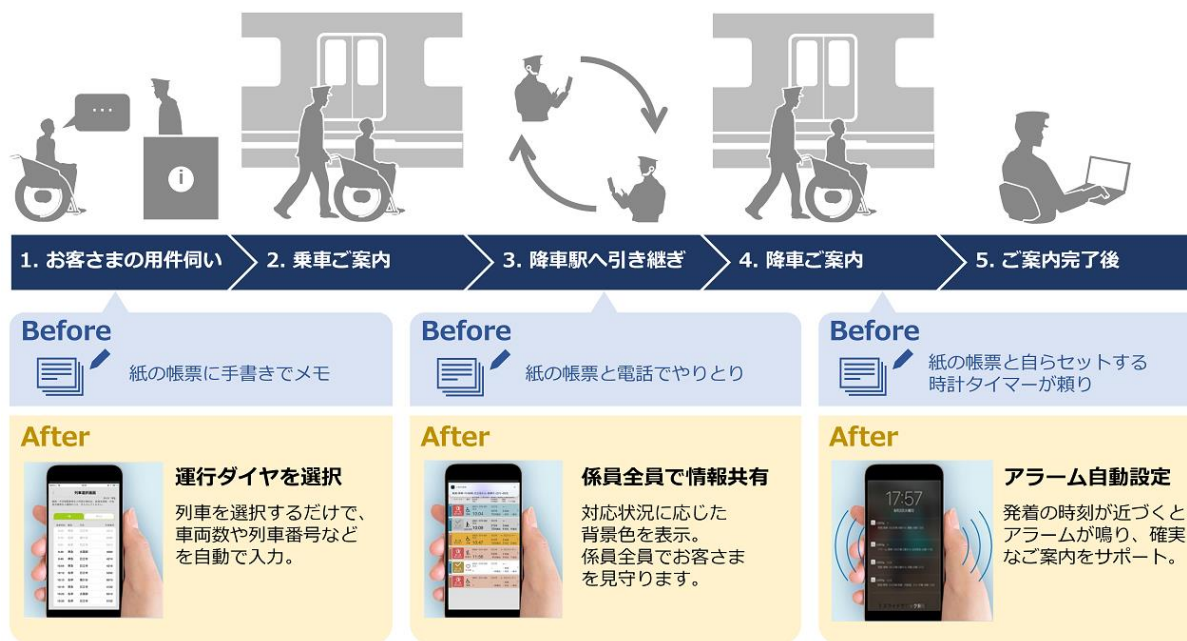 ...
i
1. お客さまの用件伺い
2. 乗車ご案内
3. 降車駅へ引き継ぎ
4. 降車ご案内
5. ご案内完了後
Before
紙の帳票に手書きでメモ
Before
紙の帳票と電話でやりとり
Before
紙の帳票と自らセットする
時計タイマーが頼り
After
運行ダイヤを選択
列車を選択するだけで、
車両数や列車番号など
を自動で入力。
After
係員全員で情報共有
対応状況に応じた
背景色を表示。
係員全員でお客さま
を見守ります。
After
17:57
アラーム自動設定
発着の時刻が近づくと
アラームが鳴り、確実
なご案内をサポート。